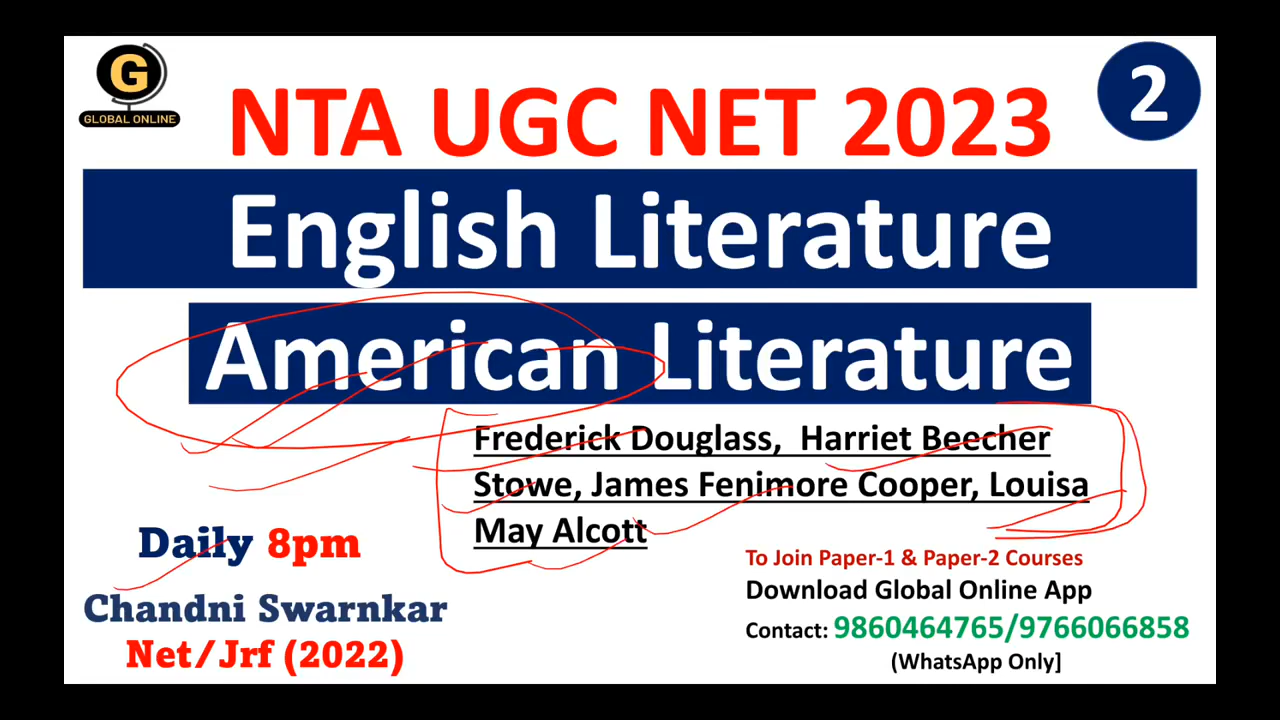 G
GLOBAL ONLINE
NTA UGC NET 2023
2
English Literature
American Literature
Frederick Douglass, Harriet Beecher
Stowe, James Fenimore Cooper, Louisa
May Alcott
Daily 8pm
Chandni Swarnkar
Net/Jrf (2022)
To Join Paper-1 & Paper-2 Courses
Download Global Online App
Contact: 9860464765/9766066858
(WhatsApp Only]